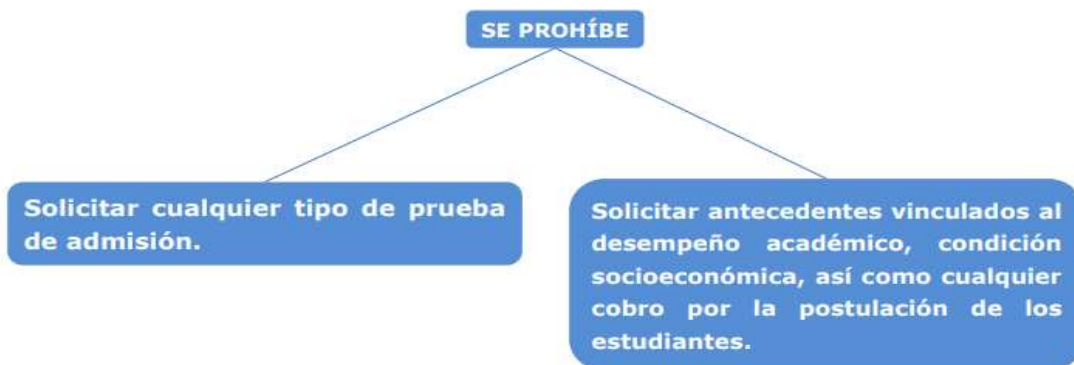 SE PROHÍBE
Solicitar cualquier tipo de prueba
de admisión.
Solicitar antecedentes vinculados al
desempeño académico, condición
socioeconómica, así como cualquier
cobro por la postulación de los
estudiantes.